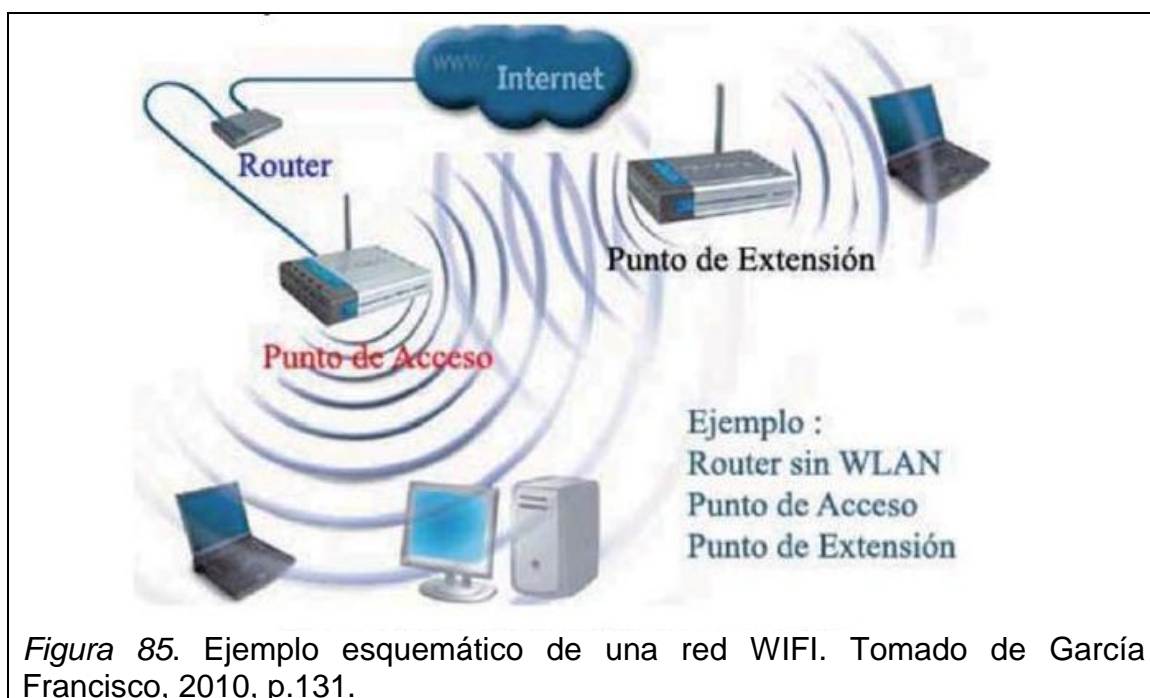 www.
Internet
Router
Punto de Extensión
Punto de Acceso
Ejemplo :
Router sin WLAN
Punto de Acceso
Punto de Extensión
Figura 85. Ejemplo esquemático de una red WIFI. Tomado de García
Francisco, 2010, p.131.